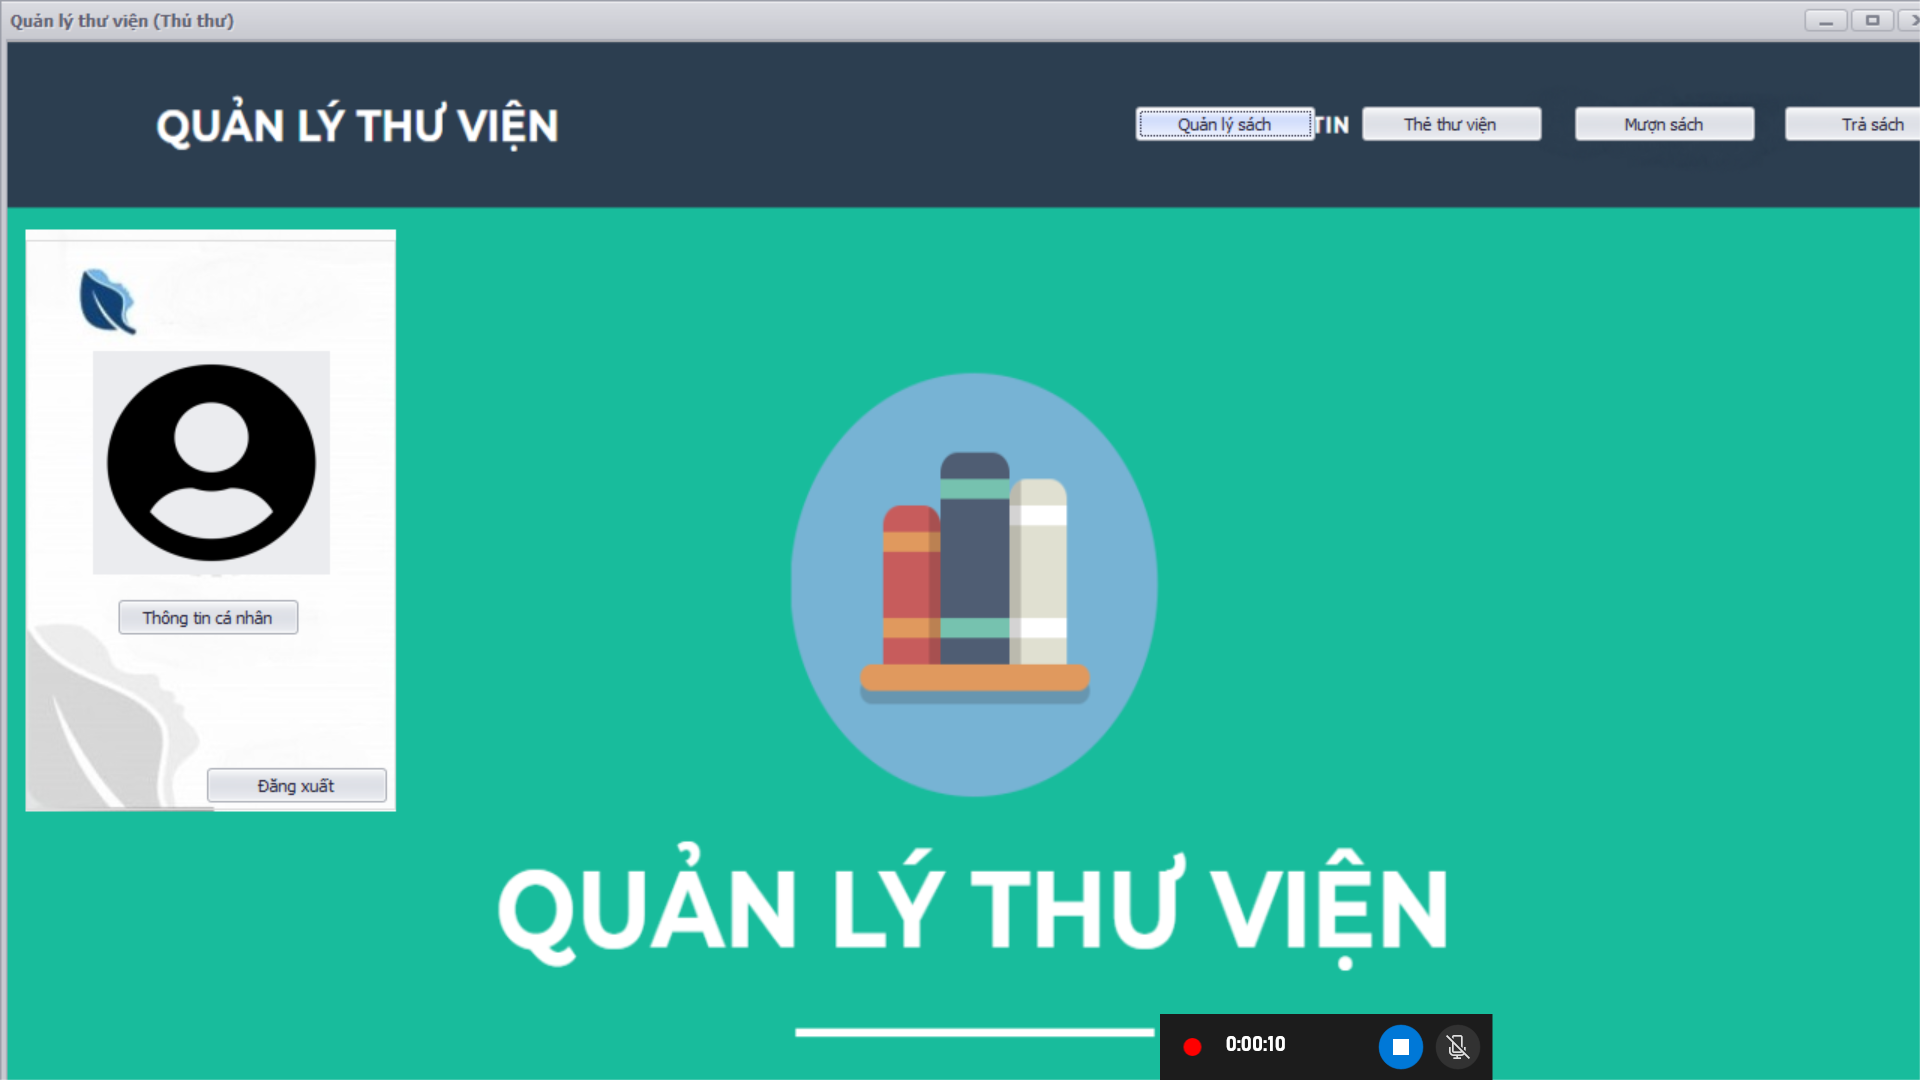 Quản lý thư viện (Thủ thư)
QUẢN LÝ THƯ VIỆN
Quản lý sách
TIN
Thẻ thư viện
Mượn sách
Trả sách
Thông tin cá nhân
Đăng xuất
QUẢN LÝ THƯ VIỆN
0:00:10